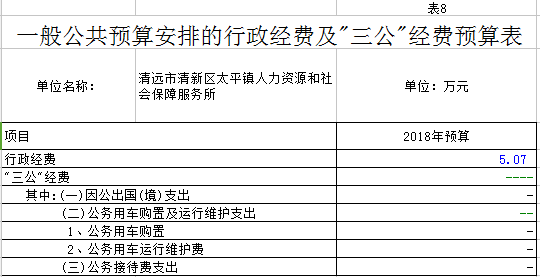 表8
一般公共预算安排的行政经费及"三公"经费预算表
单位名称： 清远市清新区太平镇人力资源和社会保障服务所 单位：万元
项目 2018年预算
行政经费 5.07
"三公"经费 ----
其中:(一)因公出国(境)支出 -
(二)公务用车购置及运行维护支出 --
1、公务用车购置 -
2、公务用车运行维护费 -
(三)公务接待费支出 -